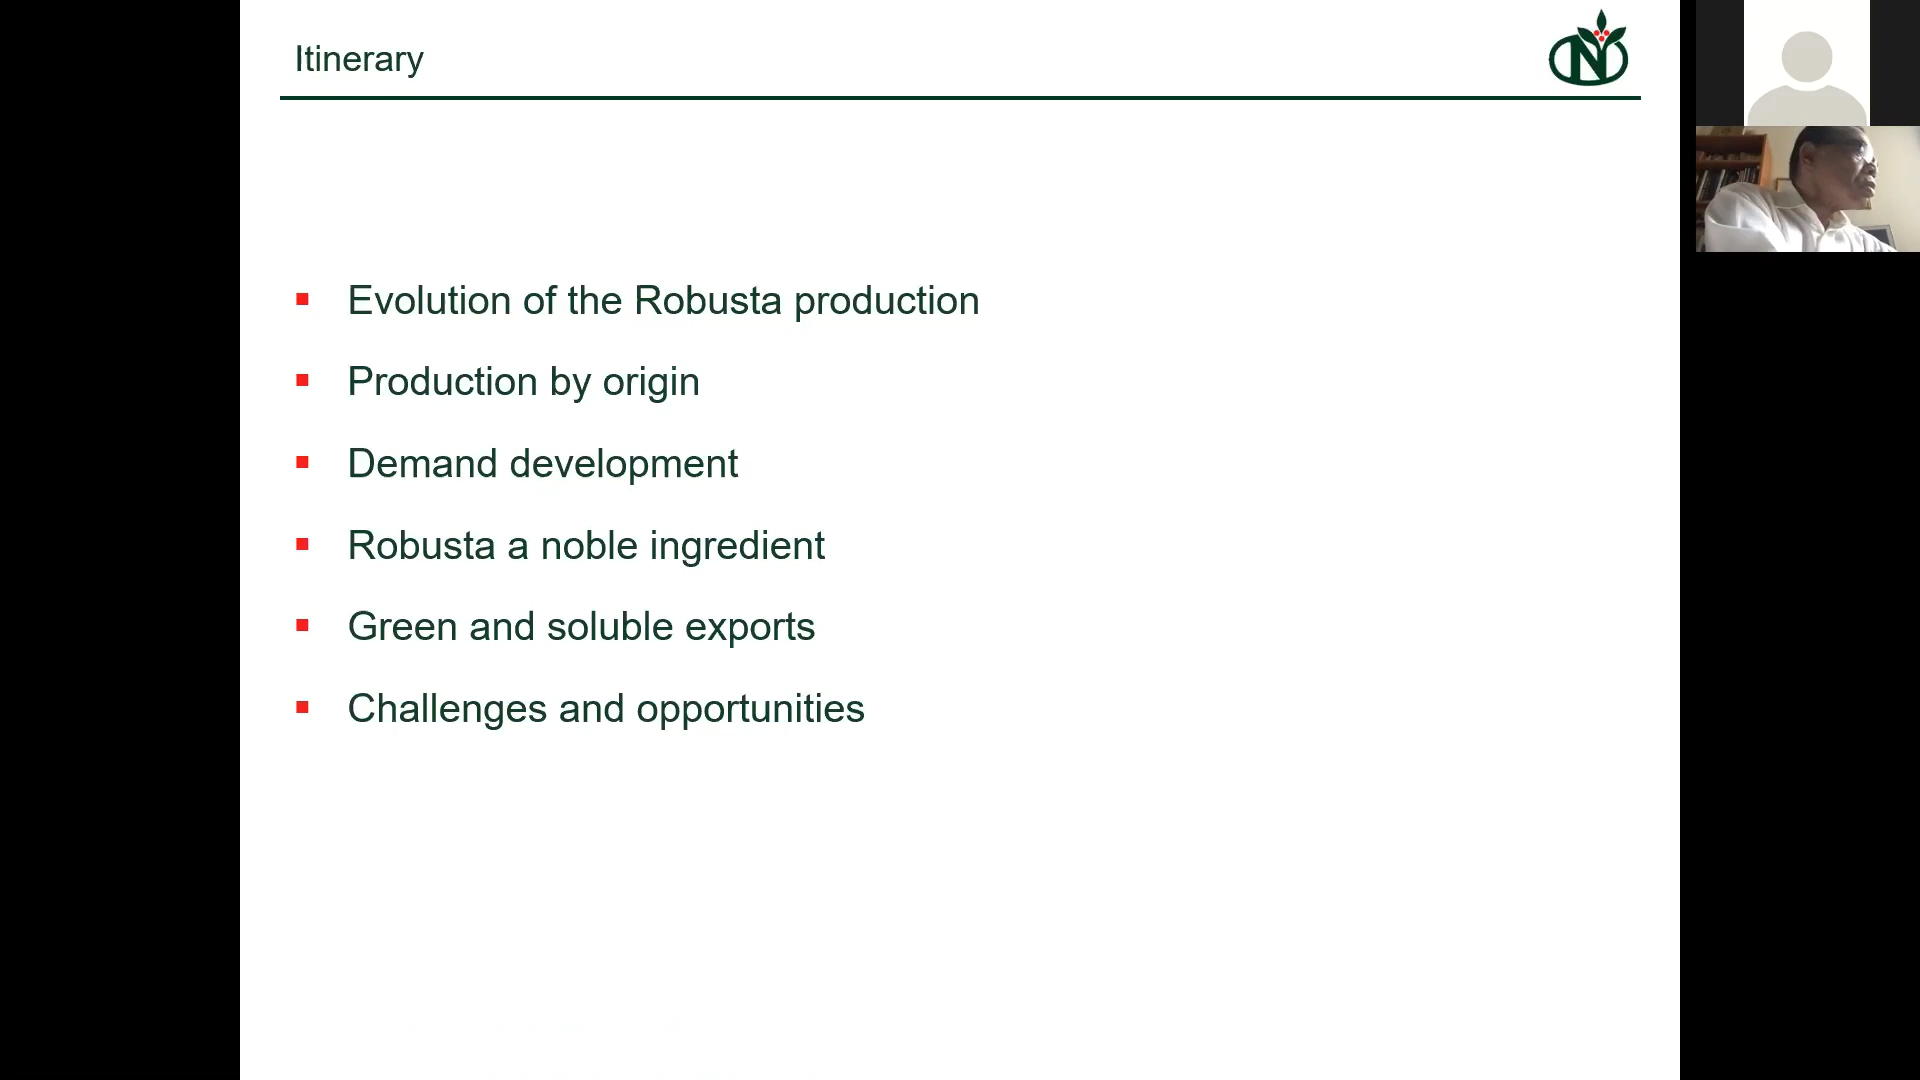 Itinerary
N
Evolution of the Robusta production
Production by origin
Demand development
Robusta a noble ingredient
Green and soluble exports
Challenges and opportunities